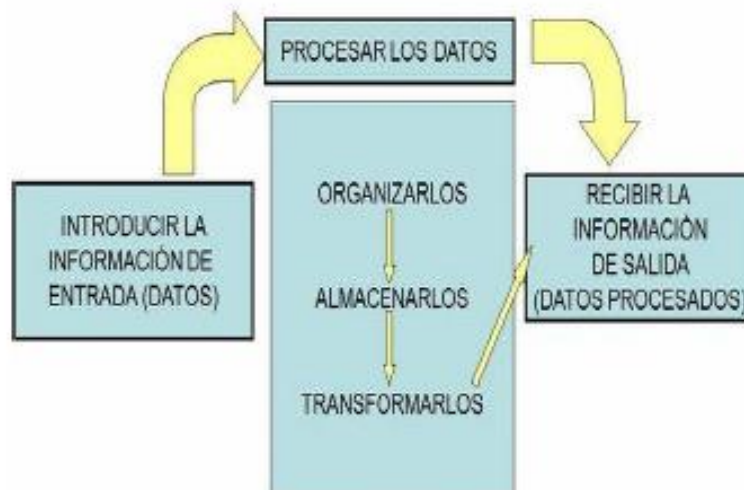 PROCESAR LOS DATOS
INTRODUCIR LA
INFORMACIÓN DE
ENTRADA (DATOS)
ORGANIZARLOS
ALMACENARLOS
TRANSFORMARLOS
RECIBIR LA
INFORMACIÒN
DE SALIDA
(DATOS PROCESADOS)